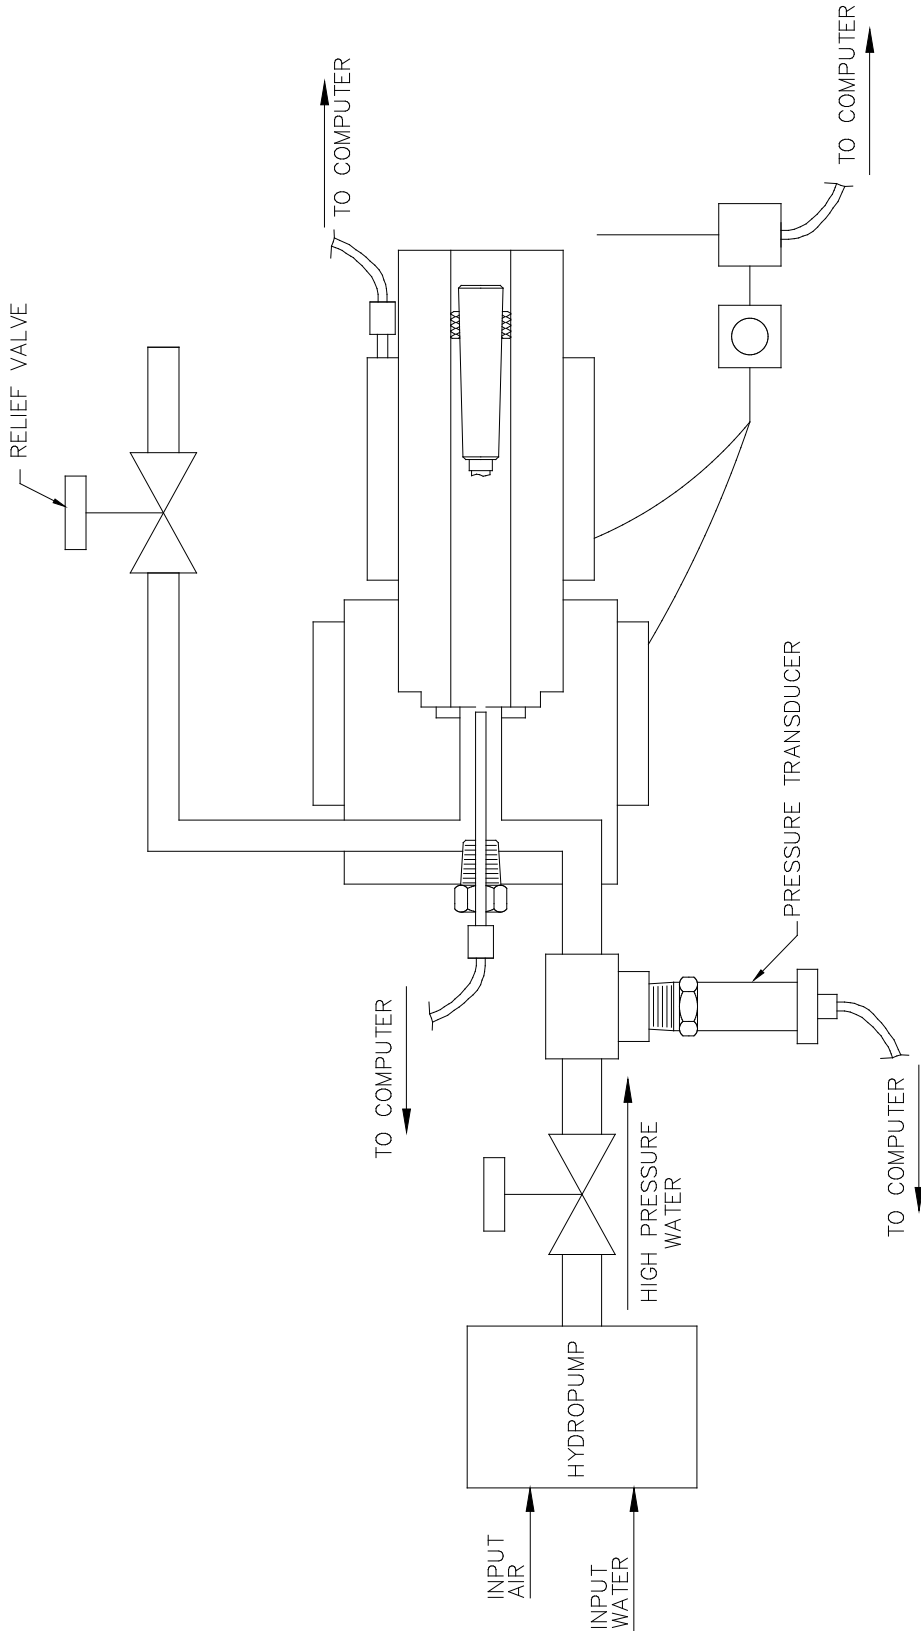 RELIEF VALVE
TO COMPUTER
TO COMPUTER
PRESSURE TRANSDUCER
TO COMPUTER
TO COMPUTER
HIGH PRESSURE
WATER
HYDROPUMP
INPUT
AIR
INPUT
WATER